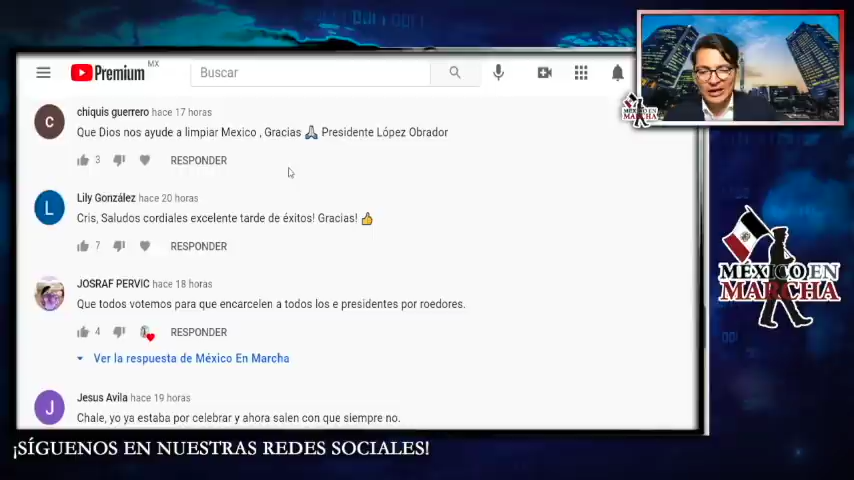 Premium MX
Buscar
chiquis guerrero hace 17 horas
Que Dios nos ayude a limpiar Mexico , Gracias 🙏 Presidente López Obrador
3 RESPONDER
Lily González hace 20 horas
Cris, Saludos cordiales excelente tarde de éxitos! Gracias! 👍
7 RESPONDER
JOSRAF PERVIC hace 18 horas
Que todos votemos para que encarcelen a todos los e presidentes por roedores.
4 RESPONDER
Ver la respuesta de México En Marcha
Jesus Avila hace 19 horas
Chale, yo ya estaba por celebrar y ahora salen con que siempre no.
C
L
J
MÉXICO EN
MARCHA
MÉXICO EN
MARCHA
¡SÍGUENOS EN NUESTRAS REDES SOCIALES!